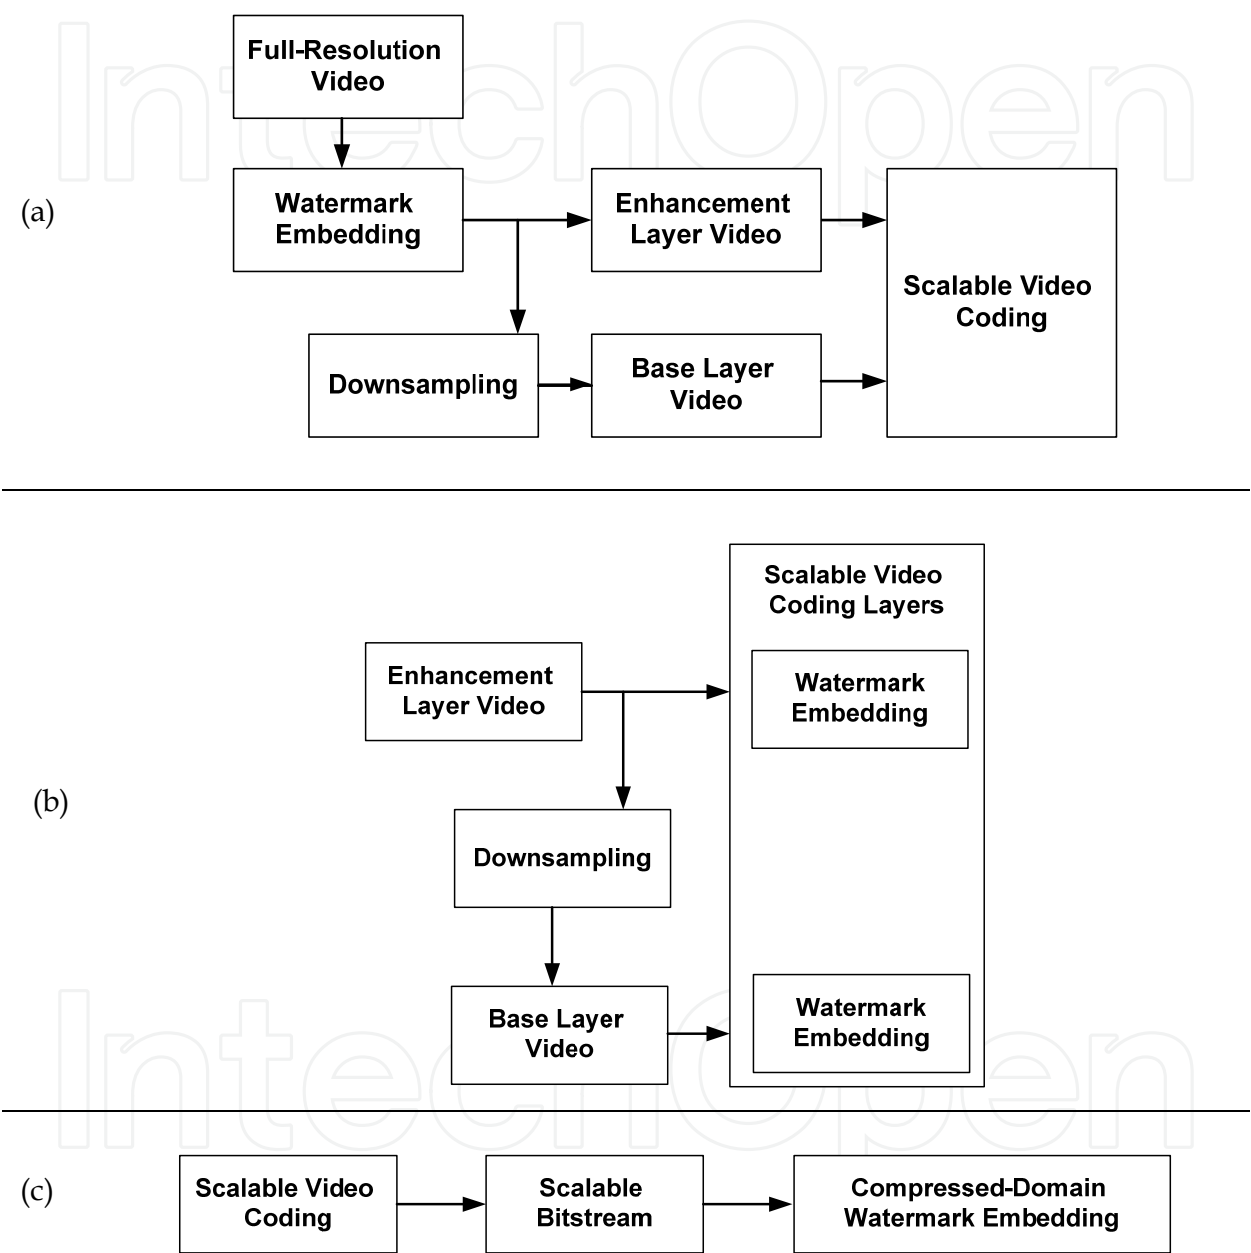 IntechOpen
Full-Resolution
Video
(a)
Watermark
Embedding
Enhancement
Layer Video
Scalable Video
Coding
Downsampling
Base Layer
Video
(b)
Scalable Video
Coding Layers
Enhancement
Layer Video
Watermark
Embedding
Downsampling
Base Layer
Video
Watermark
Embedding
IntechOpen
(c)
Scalable Video
Coding
Scalable
Bitstream
Compressed-Domain
Watermark Embedding